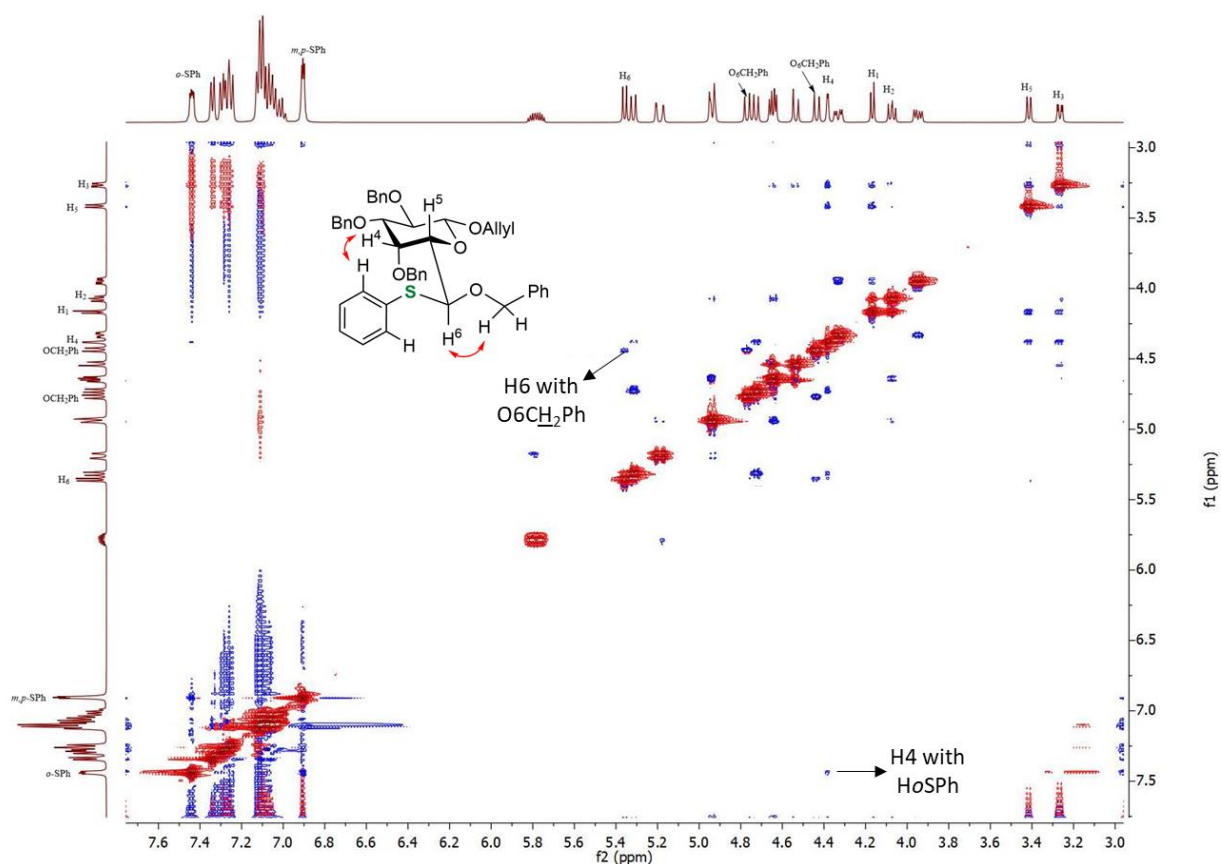 o-SPh
m,p-SPh
H6
O6CH2Ph
O6CH2Ph
H4
H1
H2
H5
H3
H3
H5
H2
H1
H4
OCH2Ph
OCH2Ph
H6
m,p-SPh
o-SPh
BnO
H5
BnO
OAllyl
H4
O
H
OBn
S
O
Ph
H
H6
H
H
H6 with
O6CH2Ph
H4 with
HoSPh
3.0
3.5
4.0
4.5
5.0
5.5
6.0
6.5
7.0
7.5
f1 (ppm)
7.6 7.4 7.2 7.0 6.8 6.6 6.4 6.2 6.0 5.8 5.6 5.4 5.2 5.0 4.8 4.6 4.4 4.2 4.0 3.8 3.6 3.4 3.2 3.0
f2 (ppm)